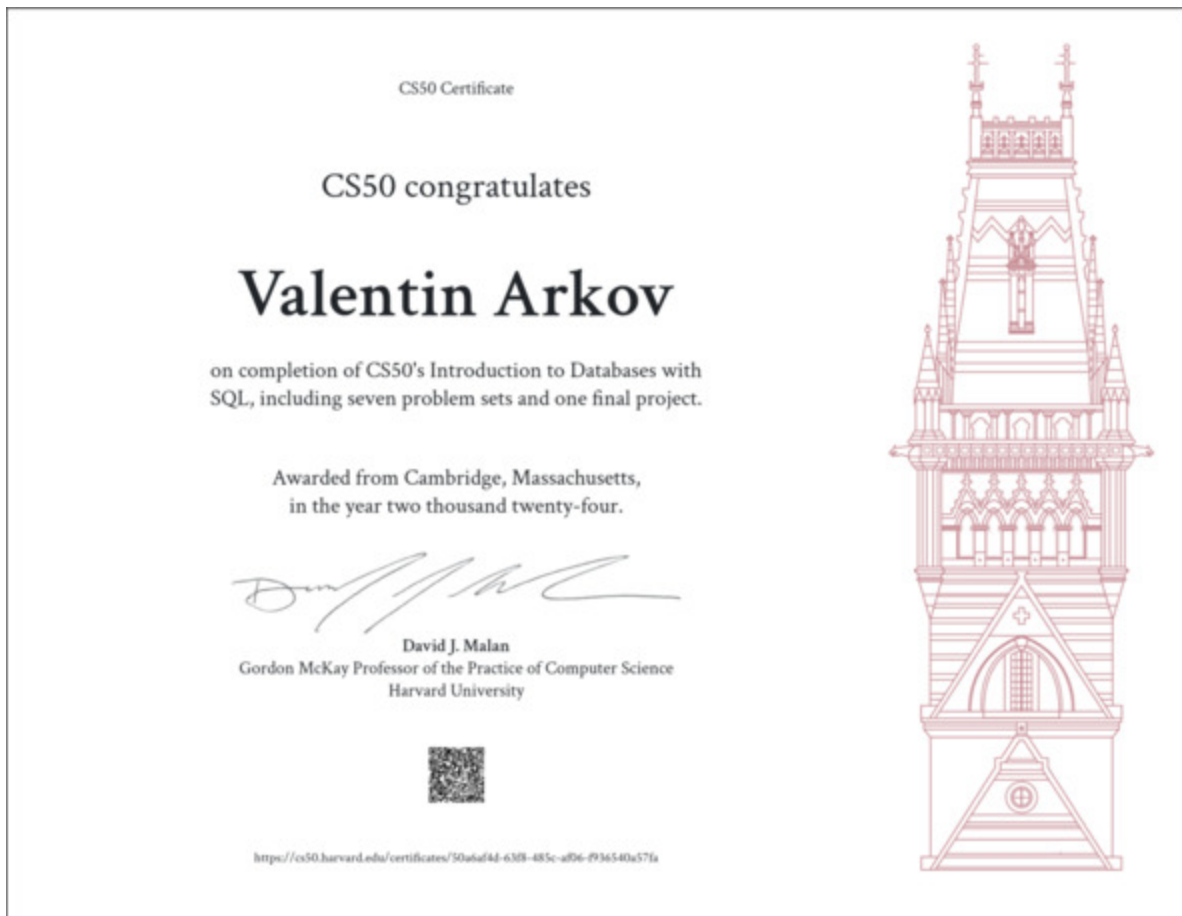 CS50 Certificate
CS50 congratulates
Valentin Arkov
on completion of CS50's Introduction to Databases with
SQL, including seven problem sets and one final project.
Awarded from Cambridge, Massachusetts,
in the year two thousand twenty-four.
David J. Malan
Gordon McKay Professor of the Practice of Computer Science
Harvard University
https://cs50.harvard.edu/certificates/50a6af4d-63f8-485c-af06-f936540a57fa